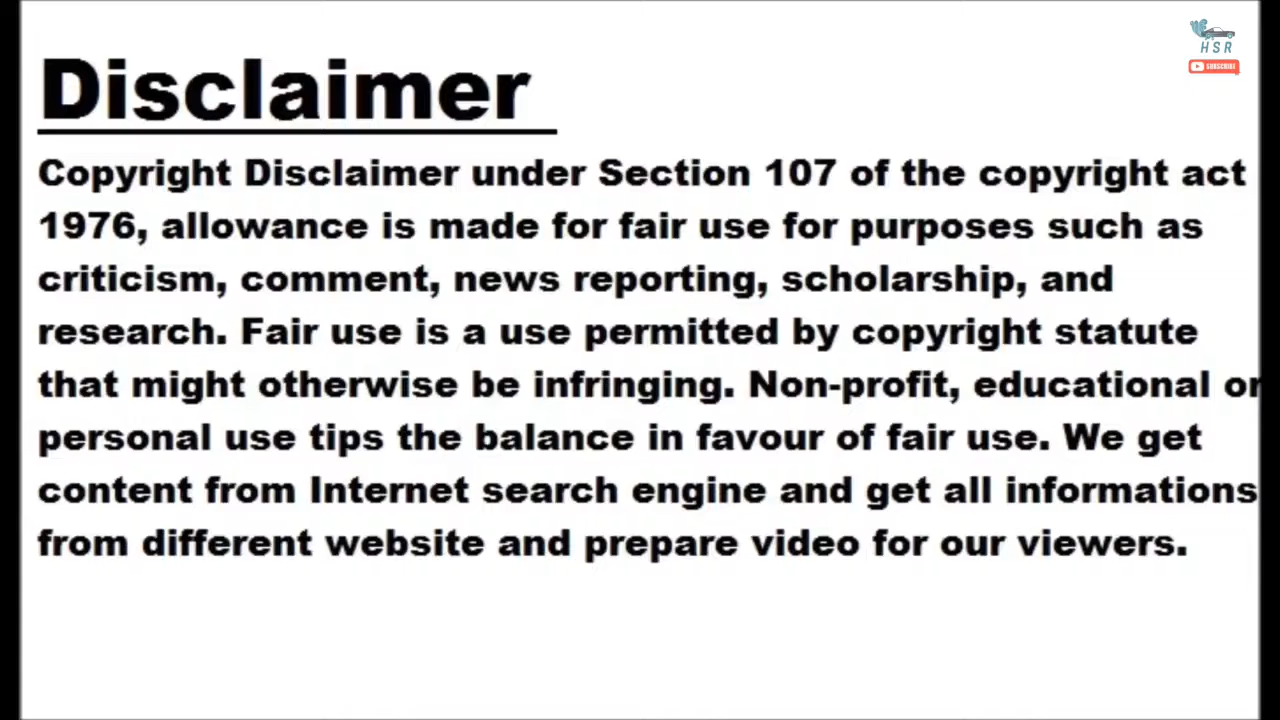 HSR
SUBSCRIBE
Disclaimer
Copyright Disclaimer under Section 107 of the copyright act
1976, allowance is made for fair use for purposes such as
criticism, comment, news reporting, scholarship, and
research. Fair use is a use permitted by copyright statute
that might otherwise be infringing. Non-profit, educational or
personal use tips the balance in favour of fair use. We get
content from Internet search engine and get all informations
from different website and prepare video for our viewers.